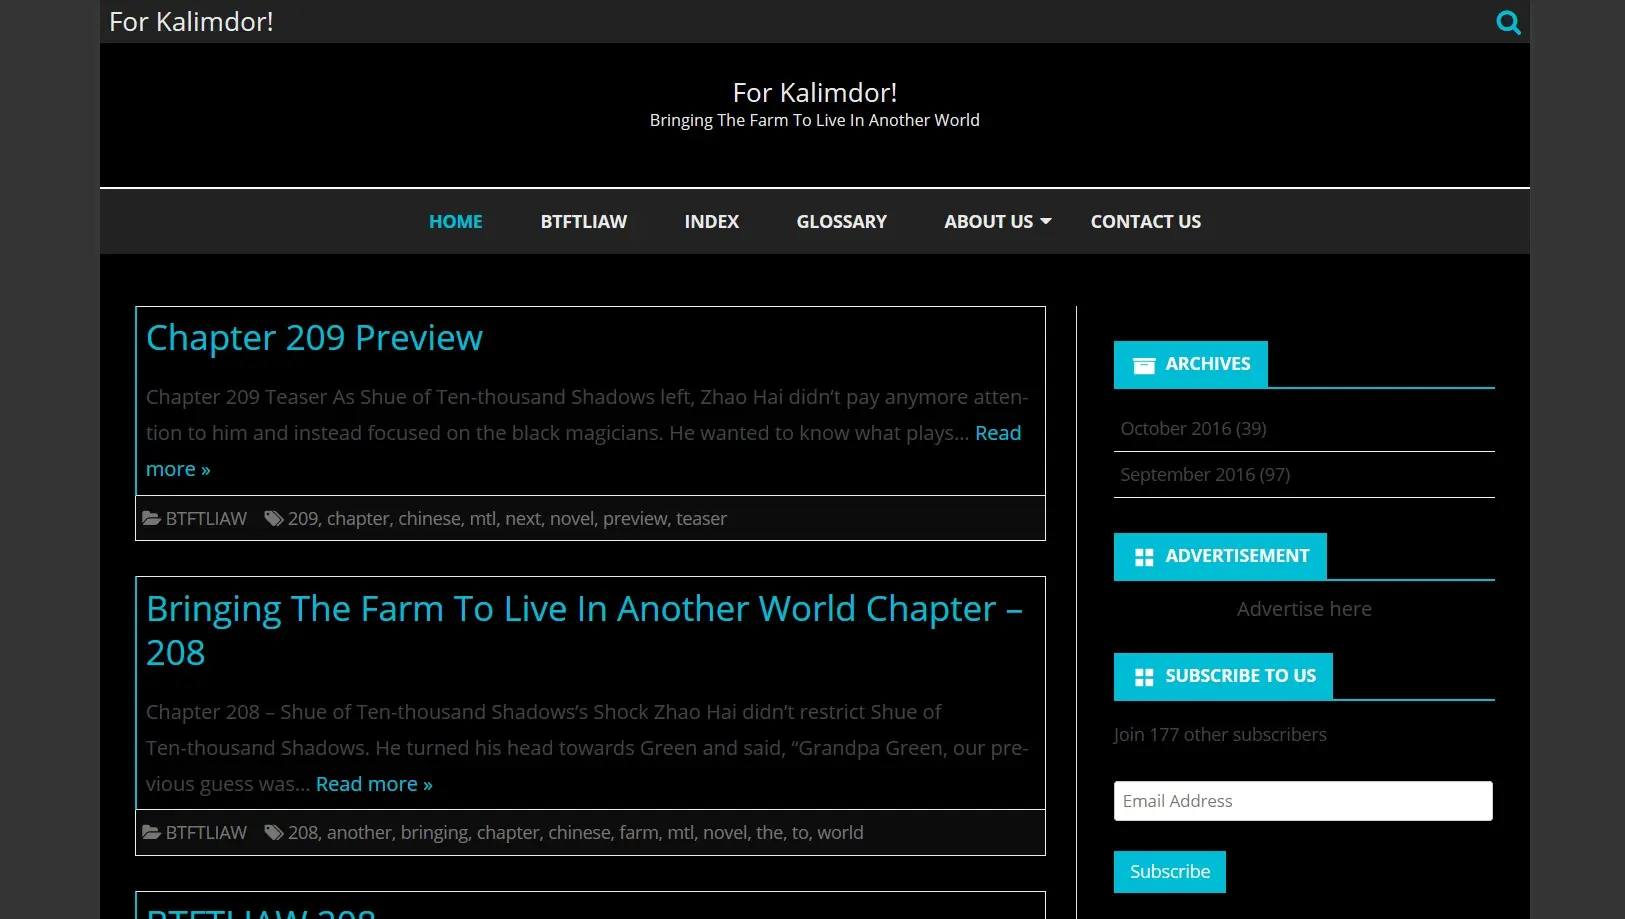 For Kalimdor!
For Kalimdor!
Bringing The Farm To Live In Another World
HOME BTFTLIAW INDEX GLOSSARY ABOUT US CONTACT US
Chapter 209 Preview
Chapter 209 Teaser As Shue of Ten-thousand Shadows left, Zhao Hai didn’t pay anymore atten-
tion to him and instead focused on the black magicians. He wanted to know what plays... Read
more »
BTFTLIAW 209, chapter, chinese, mtl, next, novel, preview, teaser
Bringing The Farm To Live In Another World Chapter –
208
Chapter 208 – Shue of Ten-thousand Shadows’s Shock Zhao Hai didn’t restrict Shue of
Ten-thousand Shadows. He turned his head towards Green and said, “Grandpa Green, our pre-
vious guess was... Read more »
BTFTLIAW 208, another, bringing, chapter, chinese, farm, mtl, novel, the, to, world
BTFTLIAW 208
ARCHIVES
October 2016 (39)
September 2016 (97)
ADVERTISEMENT
Advertise here
SUBSCRIBE TO US
Join 177 other subscribers
Email Address
Subscribe